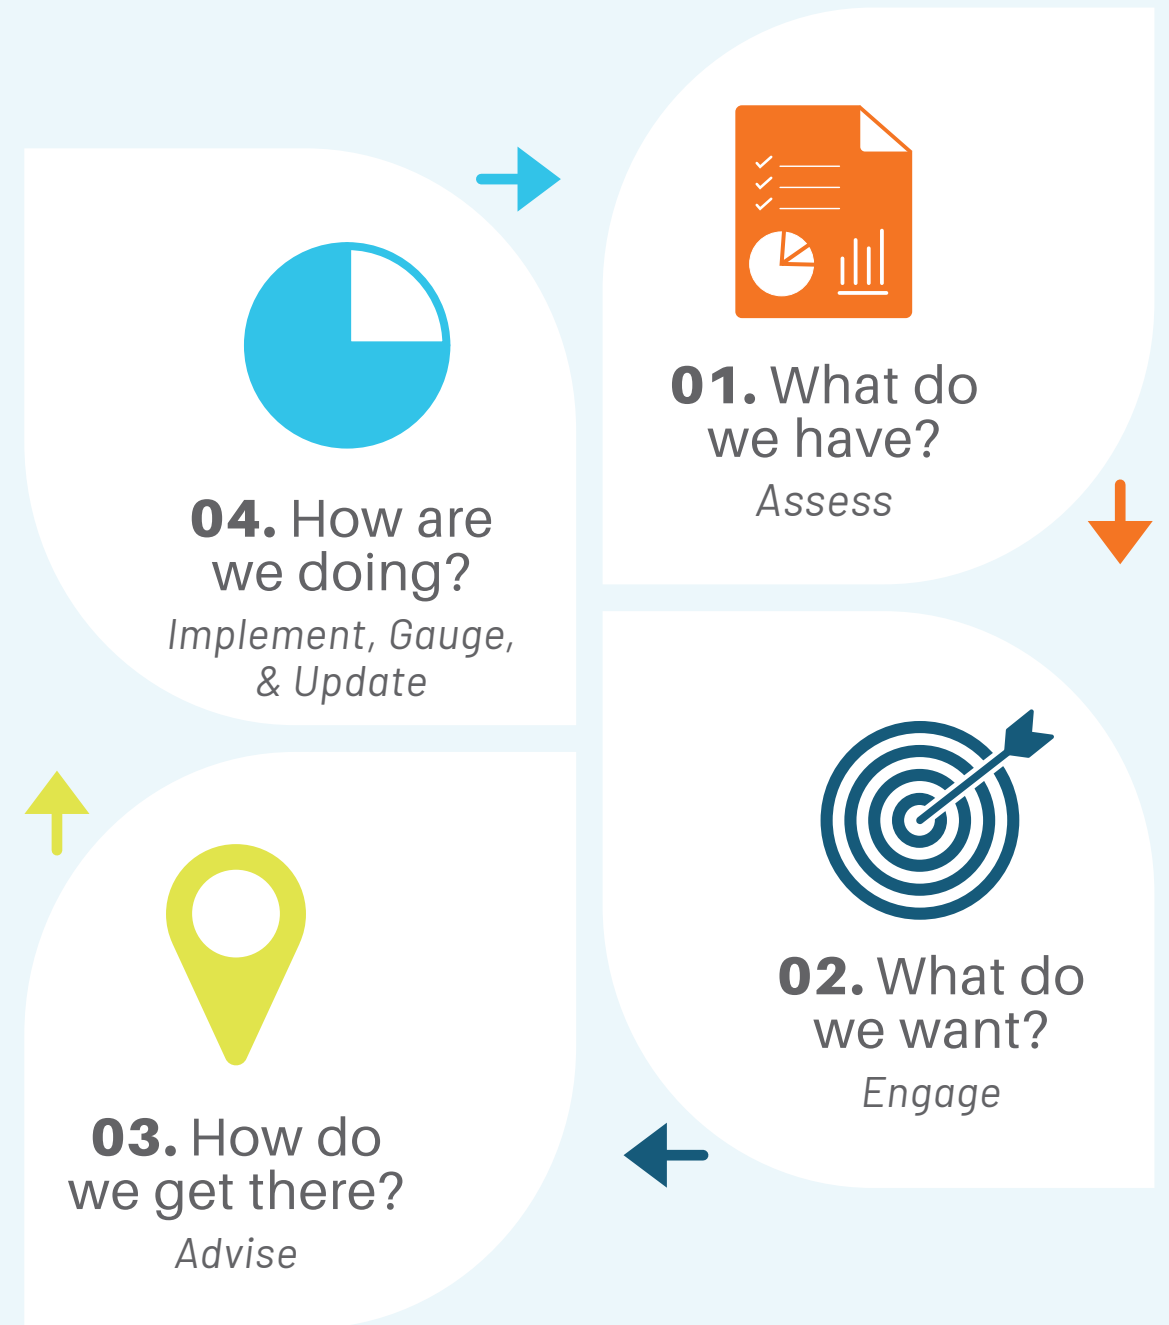 01. What do
we have?
Assess
02. What do
we want?
Engage
03. How do
we get there?
Advise
04. How are
we doing?
Implement, Gauge,
& Update